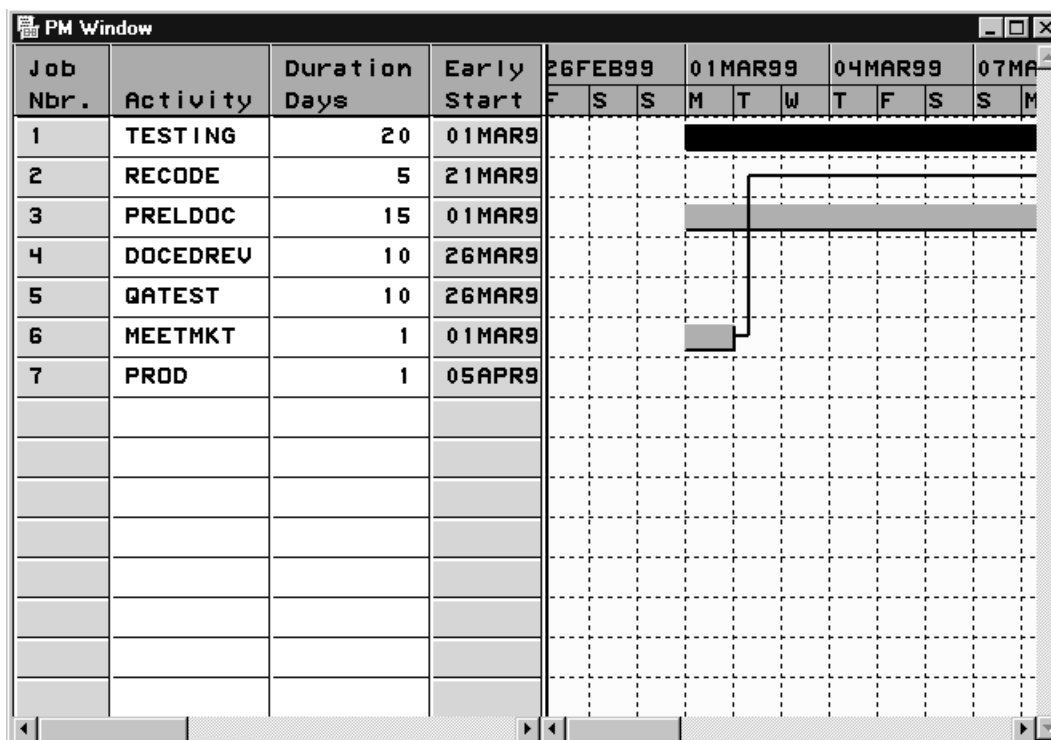 PM Window
Job Nbr. Activity Duration Days Early Start 26FEB99 01MAR99 04MAR99 07MA
F S S M T W T F S S M
1 TESTING 20 01MAR9
2 RECODE 5 21MAR9
3 PRELDOC 15 01MAR9
4 DOCEDREV 10 26MAR9
5 QATEST 10 26MAR9
6 MEETMKT 1 01MAR9
7 PROD 1 05APR9